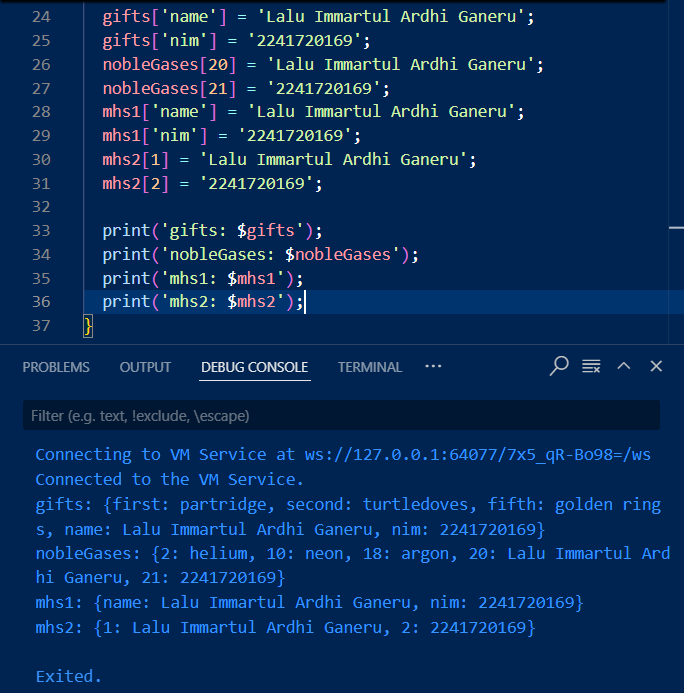 24 gifts['name'] = 'Lalu Immartul Ardhi Ganeru';
25 gifts['nim'] = '2241720169';
26 nobleGases[20] = 'Lalu Immartul Ardhi Ganeru';
27 nobleGases[21] = '2241720169';
28 mhs1['name'] = 'Lalu Immartul Ardhi Ganeru';
29 mhs1['nim'] = '2241720169';
30 mhs2[1] = 'Lalu Immartul Ardhi Ganeru';
31 mhs2[2] = '2241720169';
32
33 print('gifts: $gifts');
34 print('nobleGases: $nobleGases');
35 print('mhs1: $mhs1');
36 print('mhs2: $mhs2');
37 }
PROBLEMS OUTPUT DEBUG CONSOLE TERMINAL ...
Filter (e.g. text, !exclude, \escape)
Connecting to VM Service at ws://127.0.0.1:64077/7x5_qR-Bo98=/ws
Connected to the VM Service.
gifts: {first: partridge, second: turtledoves, fifth: golden ring
s, name: Lalu Immartul Ardhi Ganeru, nim: 2241720169}
nobleGases: {2: helium, 10: neon, 18: argon, 20: Lalu Immartul Ard
hi Ganeru, 21: 2241720169}
mhs1: {name: Lalu Immartul Ardhi Ganeru, nim: 2241720169}
mhs2: {1: Lalu Immartul Ardhi Ganeru, 2: 2241720169}
Exited.